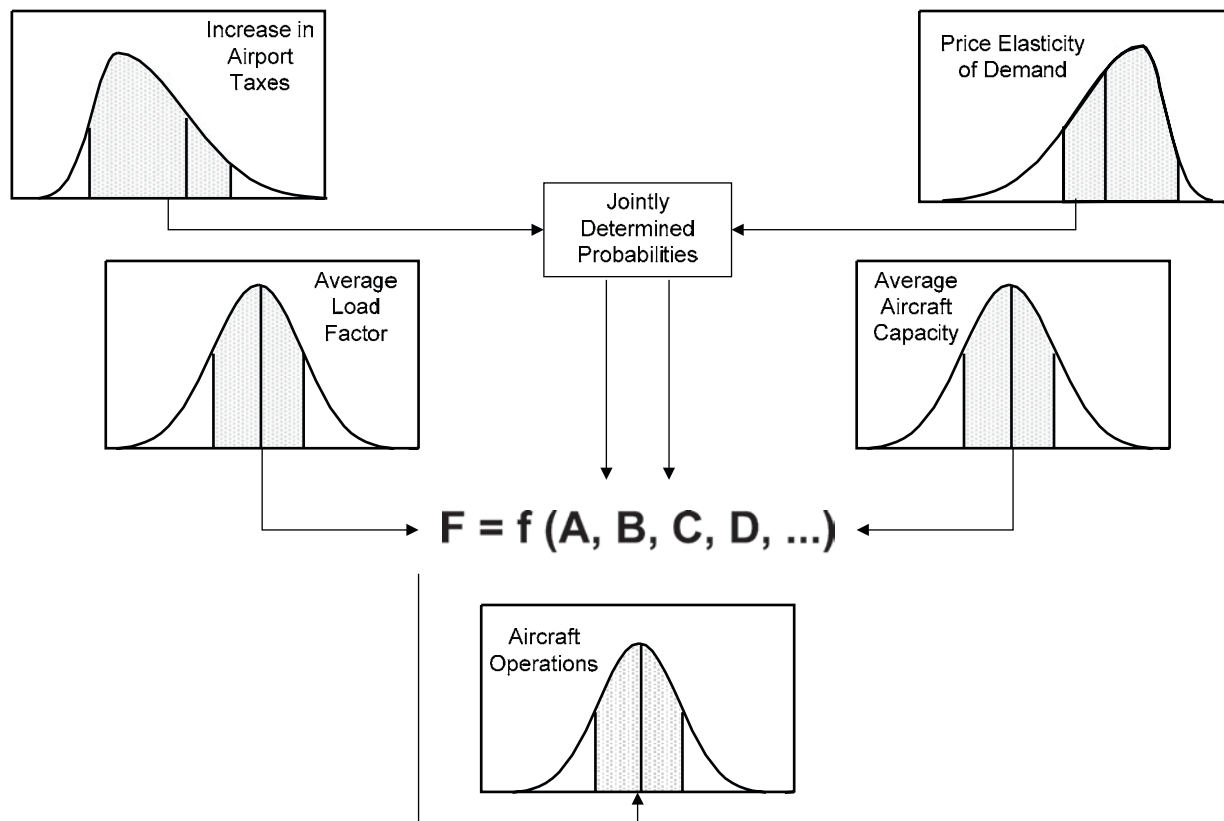 Increase in
Airport
Taxes
Price Elasticity
of Demand
Jointly
Determined
Probabilities
Average
Load
Factor
Average
Aircraft
Capacity
F = f (A, B, C, D, ...)
Aircraft
Operations